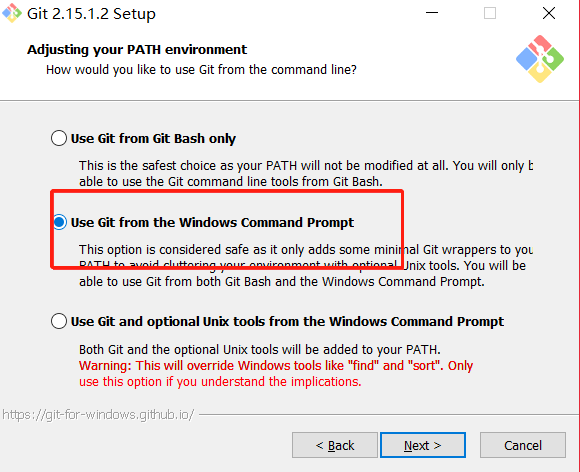 Git 2.15.1.2 Setup
Adjusting your PATH environment
How would you like to use Git from the command line?
Use Git from Git Bash only
This is the safest choice as your PATH will not be modified at all. You will only b
able to use the Git command line tools from Git Bash.
Use Git from the Windows Command Prompt
This option is considered safe as it only adds some minimal Git wrappers to you
PATH to avoid cluttering your environment with optional Unix tools. You will be
able to use Git from both Git Bash and the Windows Command Prompt.
Use Git and optional Unix tools from the Windows Command Prompt
Both Git and the optional Unix tools will be added to your PATH.
Warning: This will override Windows tools like "find" and "sort". Only
use this option if you understand the implications.
https://git-for-windows.github.io/
< Back
Next >
Cancel